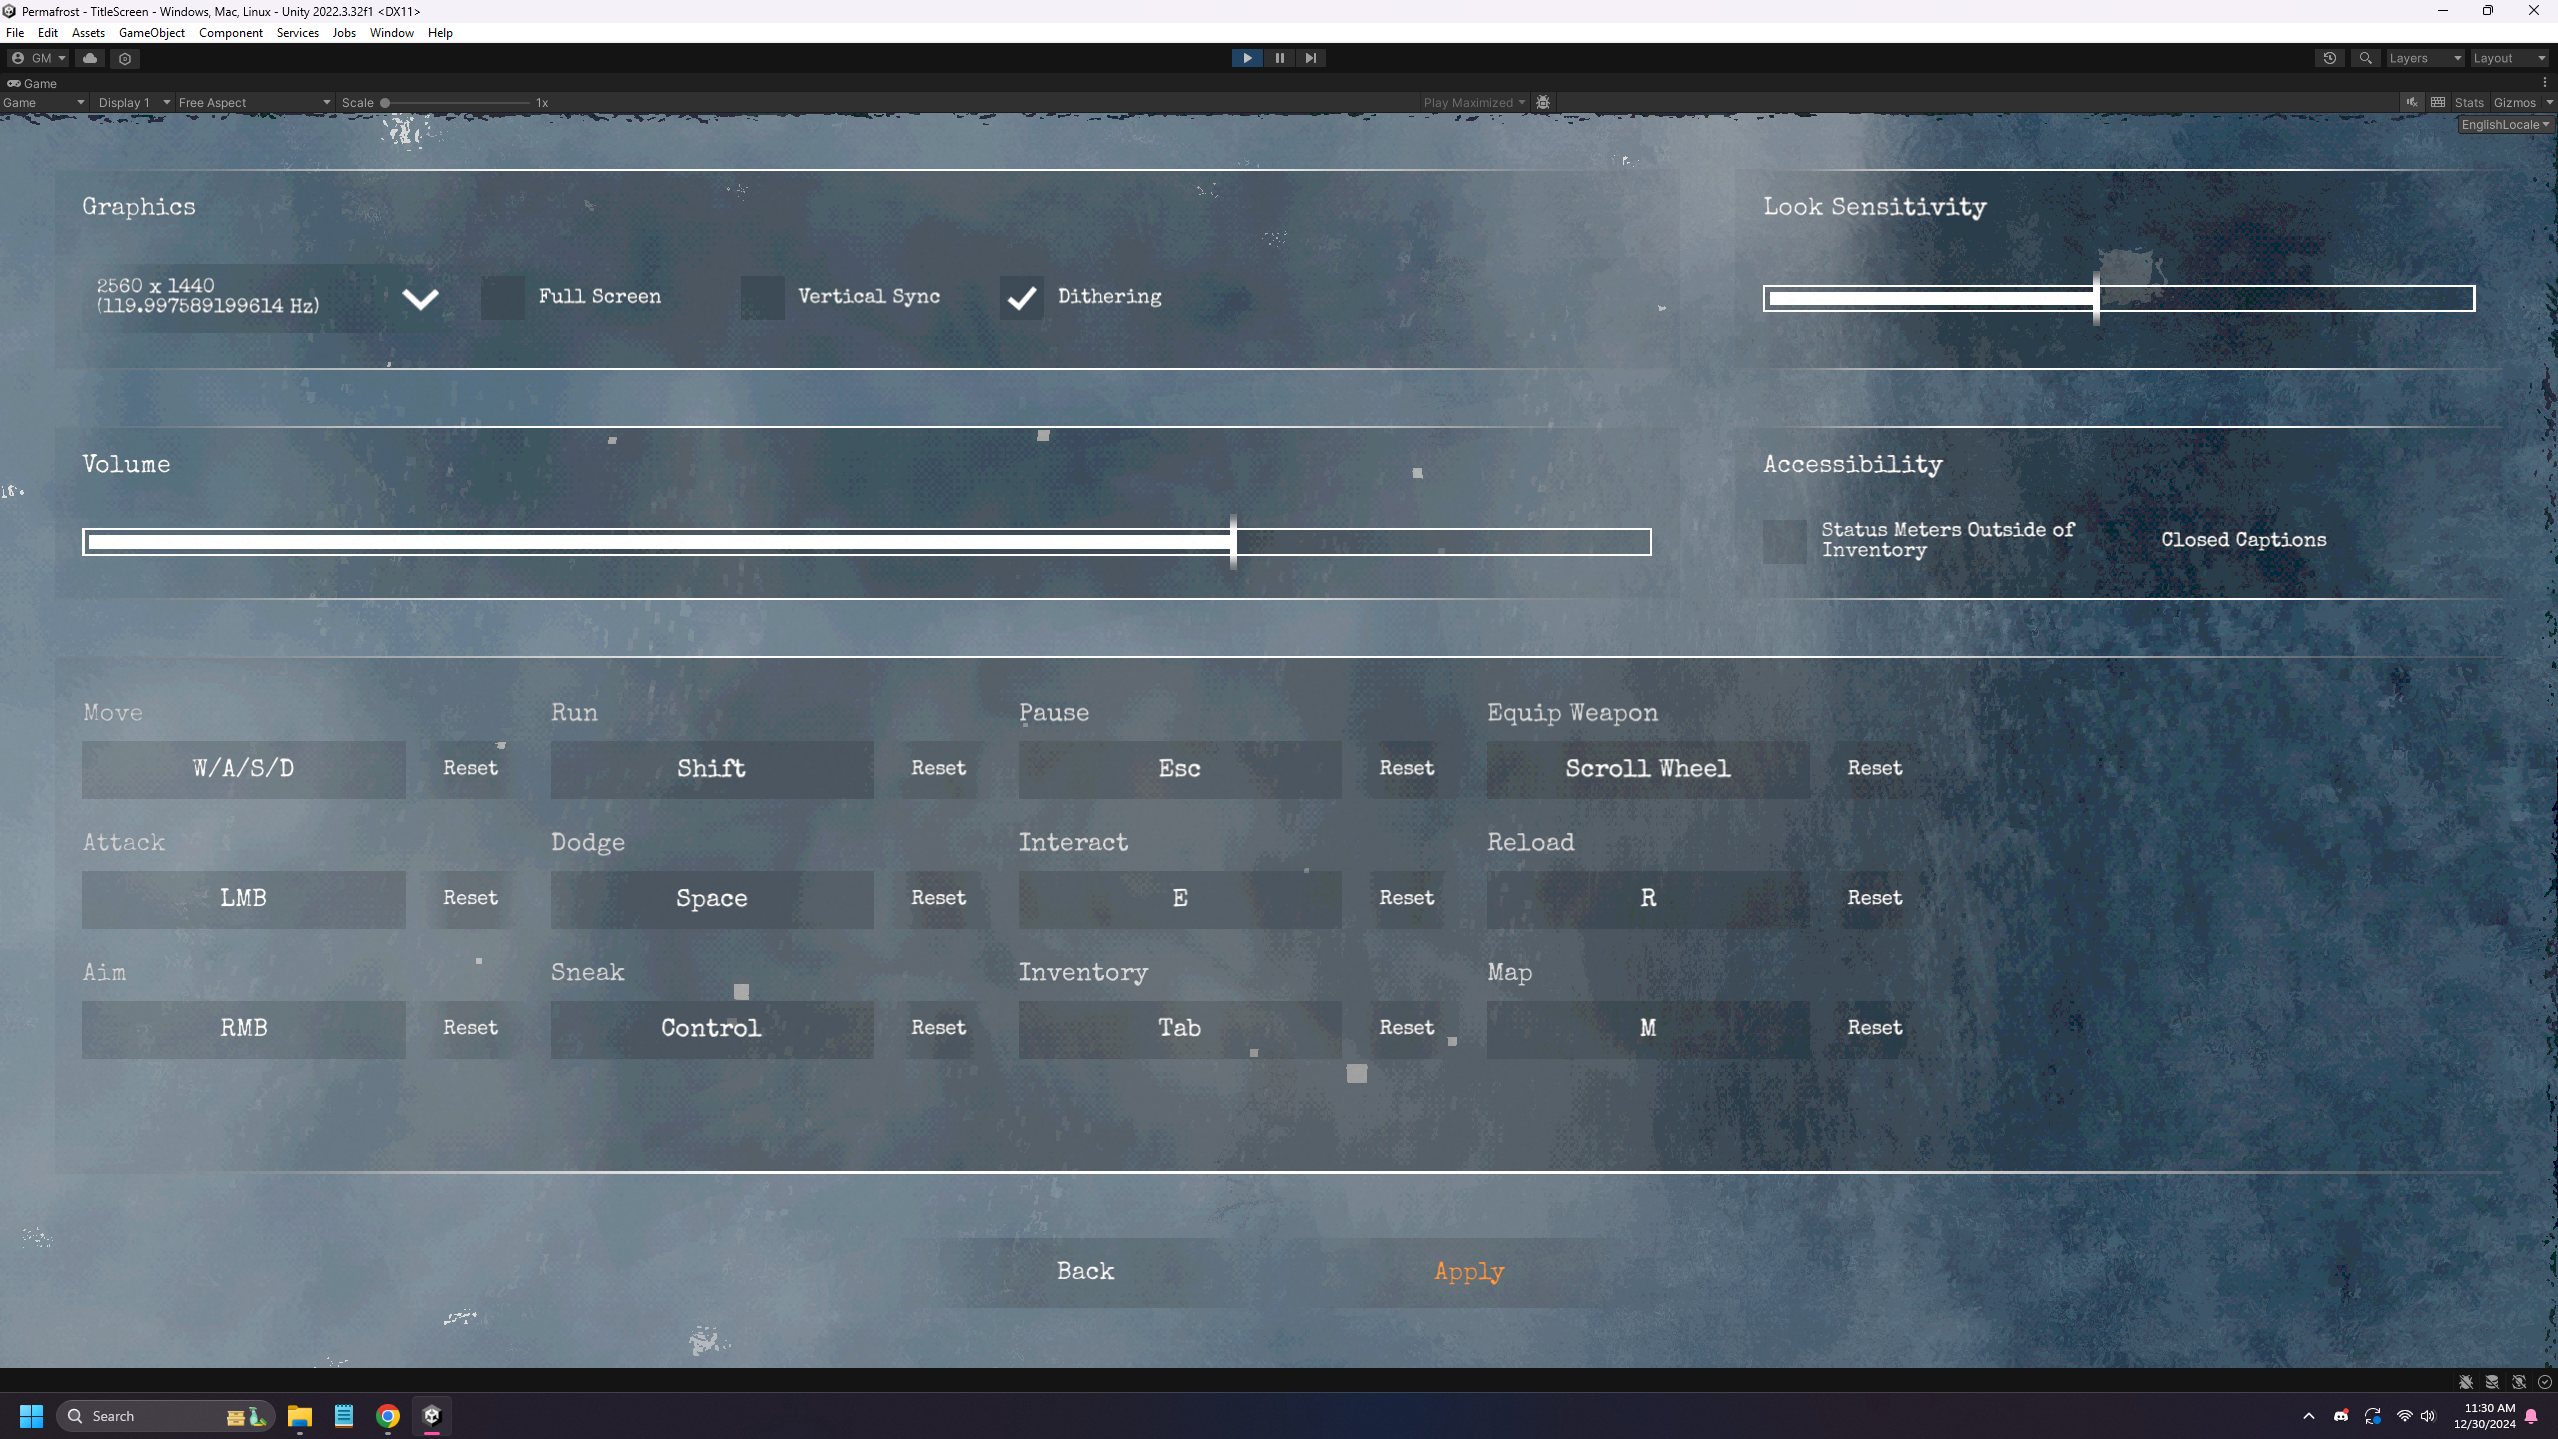 Permafrost - TitleScreen - Windows, Mac, Linux - Unity 2022.3.32f1 <DX11>
File Edit Assets GameObject Component Services Jobs Window Help
GM Layers Layout
Game
Game Display 1 Free Aspect Scale 1x Play Maximized Stats Gizmos
EnglishLocale
Graphics
2560 x 1440
(119.997589199614 Hz)
Full Screen
Vertical Sync
Dithering
Look Sensitivity
Volume
Accessibility
Status Meters Outside of
Inventory
Closed Captions
Move Run Pause Equip Weapon
W/A/S/D Reset Shift Reset Esc Reset Scroll Wheel Reset
Attack Dodge Interact Reload
LMB Reset Space Reset E Reset R Reset
Aim Sneak Inventory Map
RMB Reset Control Reset Tab Reset M Reset
Back Apply
Search
11:30 AM
12/30/2024